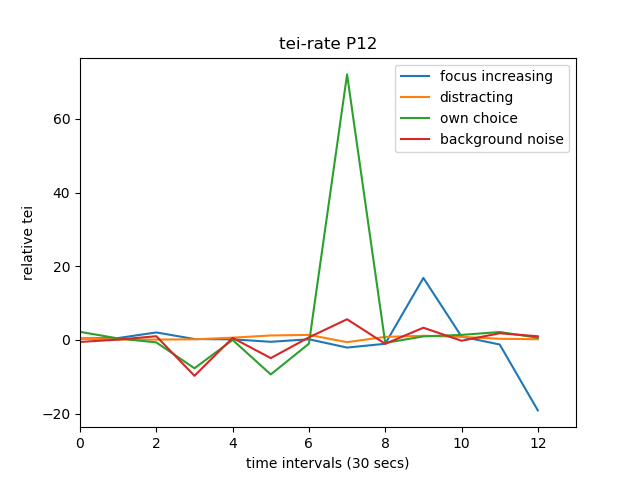 tei-rate P12
focus increasing
distracting
own choice
background noise
relative tei
60
40
20
0
−20
0 2 4 6 8 10 12
time intervals (30 secs)